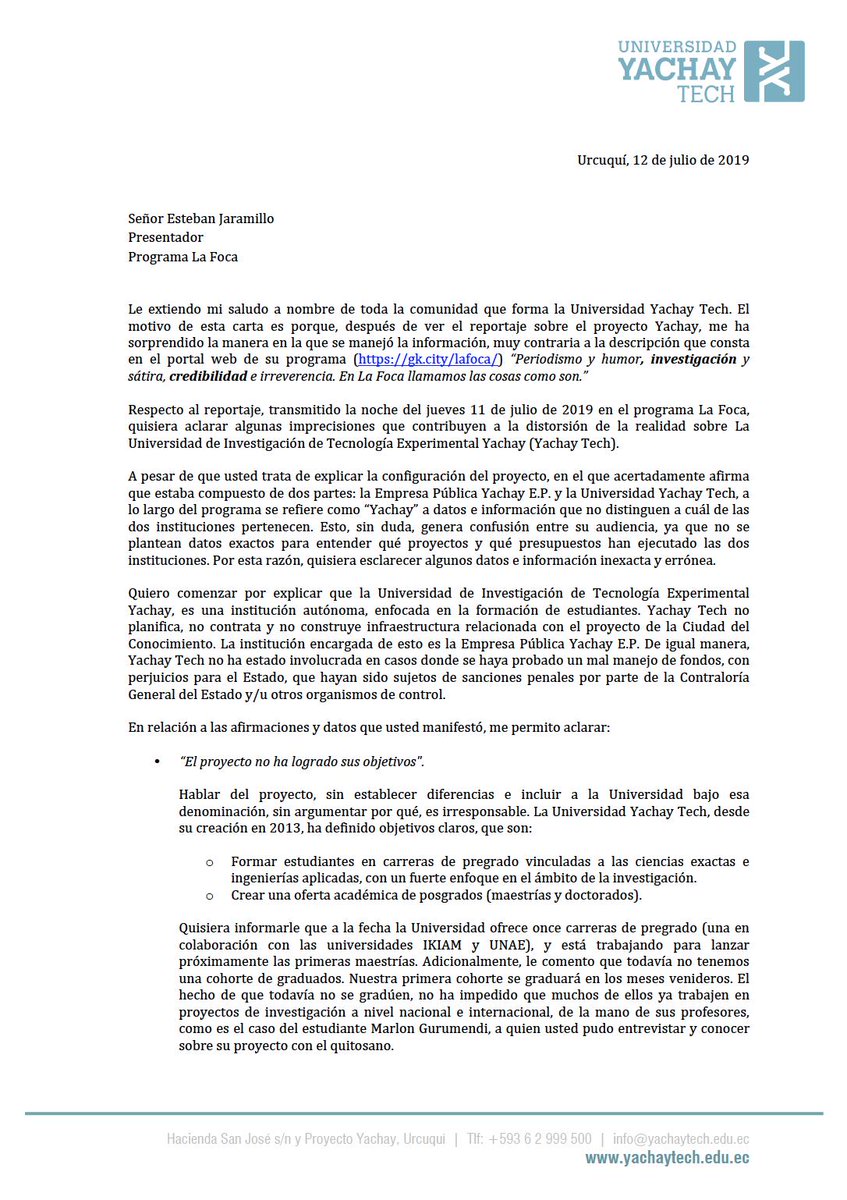 UNIVERSIDAD
YACHAY
TECH
Urcuquí, 12 de julio de 2019
Señor Esteban Jaramillo
Presentador
Programa La Foca
Le extiendo mi saludo a nombre de toda la comunidad que forma la Universidad Yachay Tech. El
motivo de esta carta es porque, después de ver el reportaje sobre el proyecto Yachay, me ha
sorprendido la manera en la que se manejó la información, muy contraria a la descripción que consta
en el portal web de su programa (https://gk.city/lafoca/) “Periodismo y humor, investigación y
sátira, credibilidad e irreverencia. En La Foca llamamos las cosas como son.”
Respecto al reportaje, transmitido la noche del jueves 11 de julio de 2019 en el programa La Foca,
quisiera aclarar algunas imprecisiones que contribuyen a la distorsión de la realidad sobre La
Universidad de Investigación de Tecnología Experimental Yachay (Yachay Tech).
A pesar de que usted trata de explicar la configuración del proyecto, en el que acertadamente afirma
que estaba compuesto de dos partes: la Empresa Pública Yachay E.P. y la Universidad Yachay Tech, a
lo largo del programa se refiere como “Yachay” a datos e información que no distinguen a cuál de las
dos instituciones pertenecen. Esto, sin duda, genera confusión entre su audiencia, ya que no se
plantean datos exactos para entender qué proyectos y qué presupuestos han ejecutado las dos
instituciones. Por esta razón, quisiera esclarecer algunos datos e información inexacta y errónea.
Quiero comenzar por explicar que la Universidad de Investigación de Tecnología Experimental
Yachay, es una institución autónoma, enfocada en la formación de estudiantes. Yachay Tech no
planifica, no contrata y no construye infraestructura relacionada con el proyecto de la Ciudad del
Conocimiento. La institución encargada de esto es la Empresa Pública Yachay E.P. De igual manera,
Yachay Tech no ha estado involucrada en casos donde se haya probado un mal manejo de fondos, con
perjuicios para el Estado, que hayan sido sujetos de sanciones penales por parte de la Contraloría
General del Estado y/u otros organismos de control.
En relación a las afirmaciones y datos que usted manifestó, me permito aclarar:
• “El proyecto no ha logrado sus objetivos".
Hablar del proyecto, sin establecer diferencias e incluir a la Universidad bajo esa
denominación, sin argumentar por qué, es irresponsable. La Universidad Yachay Tech, desde
su creación en 2013, ha definido objetivos claros, que son:
o Formar estudiantes en carreras de pregrado vinculadas a las ciencias exactas e
ingenierías aplicadas, con un fuerte enfoque en el ámbito de la investigación.
o Crear una oferta académica de posgrados (maestrías y doctorados).
Quisiera informarle que a la fecha la Universidad ofrece once carreras de pregrado (una en
colaboración con las universidades IKIAM y UNAE), y está trabajando para lanzar
próximamente las primeras maestrías. Adicionalmente, le comento que todavía no tenemos
una cohorte de graduados. Nuestra primera cohorte se graduará en los meses venideros. El
hecho de que todavía no se gradúen, no ha impedido que muchos de ellos ya trabajen en
proyectos de investigación a nivel nacional e internacional, de la mano de sus profesores,
como es el caso del estudiante Marlon Gurumendi, a quien usted pudo entrevistar y conocer
sobre su proyecto con el quitosano.
Hacienda San José s/n y Proyecto Yachay, Urcuqui | Tlf: +593 6 2 999 500 | info@yachaytech.edu.ec
www.yachaytech.edu.ec